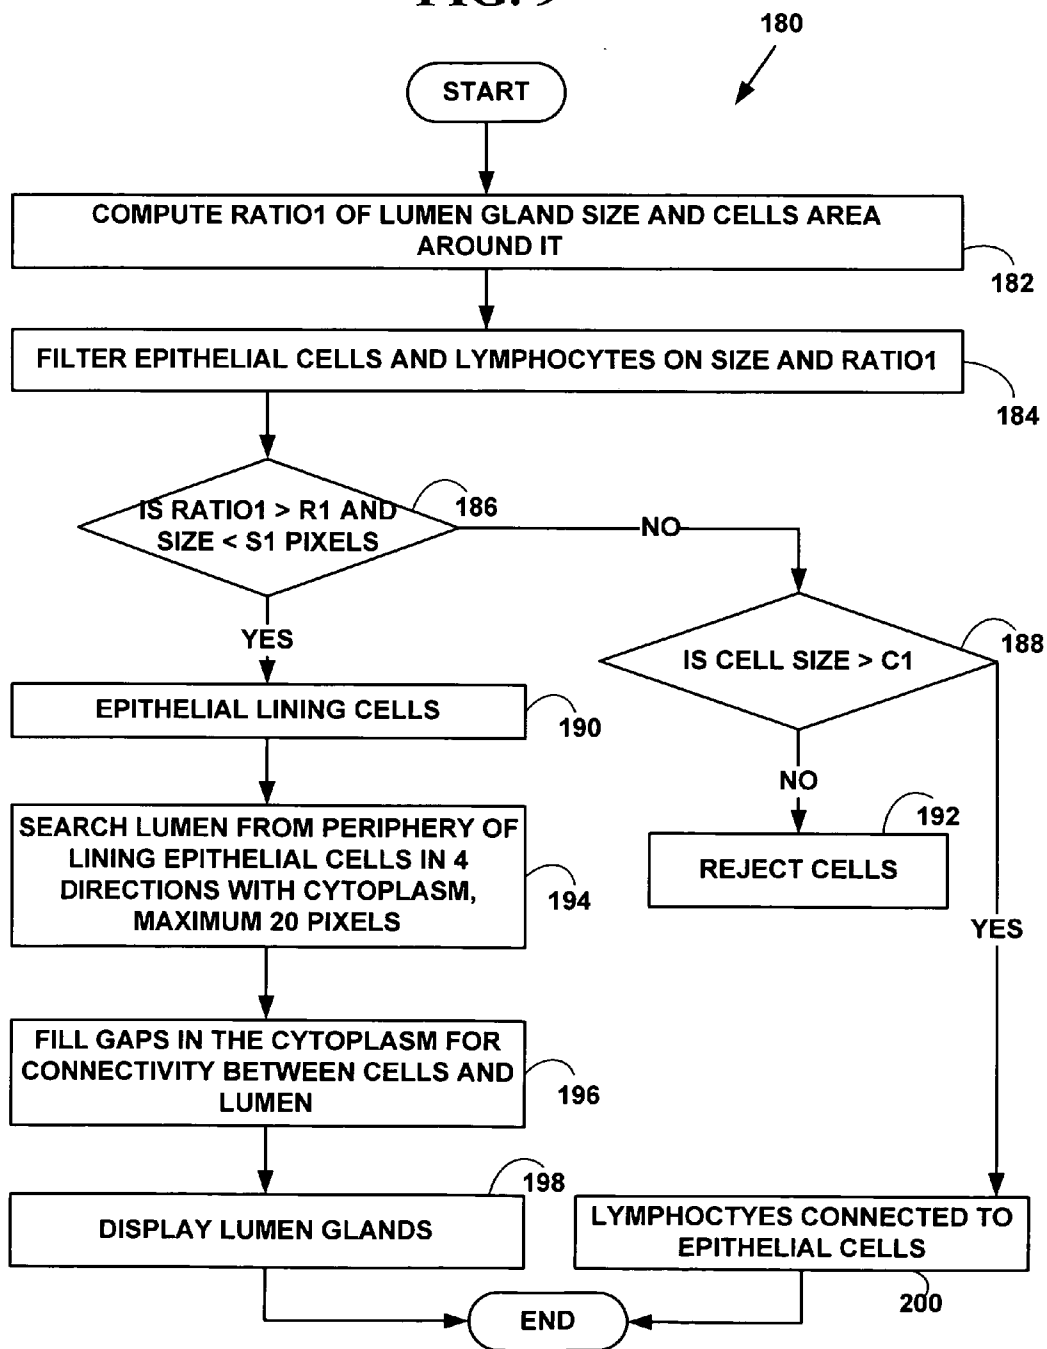 FIG. 9
180
START
COMPUTE RATIO1 OF LUMEN GLAND SIZE AND CELLS AREA
AROUND IT
182
FILTER EPITHELIAL CELLS AND LYMPHOCYTES ON SIZE AND RATIO1
184
IS RATIO1 > R1 AND
SIZE < S1 PIXELS
186
NO
YES
IS CELL SIZE > C1
188
EPITHELIAL LINING CELLS
190
NO
SEARCH LUMEN FROM PERIPHERY OF
LINING EPITHELIAL CELLS IN 4
DIRECTIONS WITH CYTOPLASM,
MAXIMUM 20 PIXELS
194
192
REJECT CELLS
YES
FILL GAPS IN THE CYTOPLASM FOR
CONNECTIVITY BETWEEN CELLS AND
LUMEN
196
198
DISPLAY LUMEN GLANDS
LYMPHOCTYES CONNECTED TO
EPITHELIAL CELLS
200
END